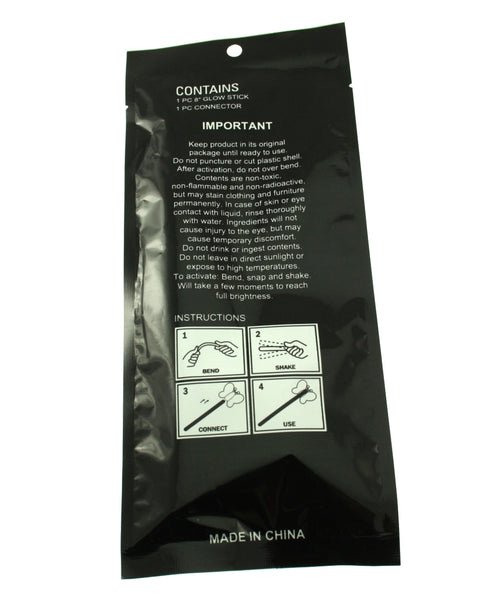 CONTAINS
1 PC 8" GLOW STICK
1 PC CONNECTOR
IMPORTANT
Keep product in its original
package until ready to use.
Do not puncture or cut plastic shell.
After activation, do not over bend.
Contents are non-toxic,
non-flammable and non-radioactive,
but may stain clothing and furniture
permanently. In case of skin or eye
contact with liquid, rinse thoroughly
with water. Ingredients will not
cause injury to the eye, but may
cause temporary discomfort.
Do not drink or ingest contents.
Do not leave in direct sunlight or
expose to high temperatures.
To activate: Bend, snap and shake.
Will take a few moments to reach
full brightness.
INSTRUCTIONS
1
BEND
2
SHAKE
3
CONNECT
4
USE
MADE IN CHINA